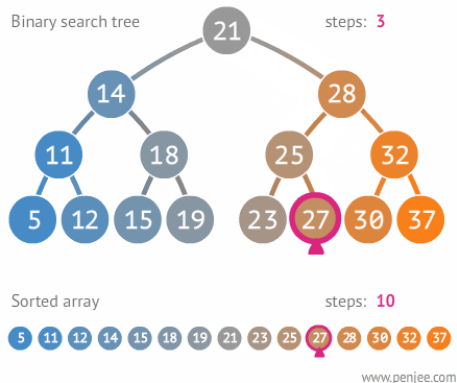 Binary search tree
steps: 3
21
14 28
11 18 25 32
5 12 15 19 23 27 30 37
Sorted array
steps: 10
5 11 12 14 15 18 19 21 23 25 27 28 30 32 37
www.penjee.com